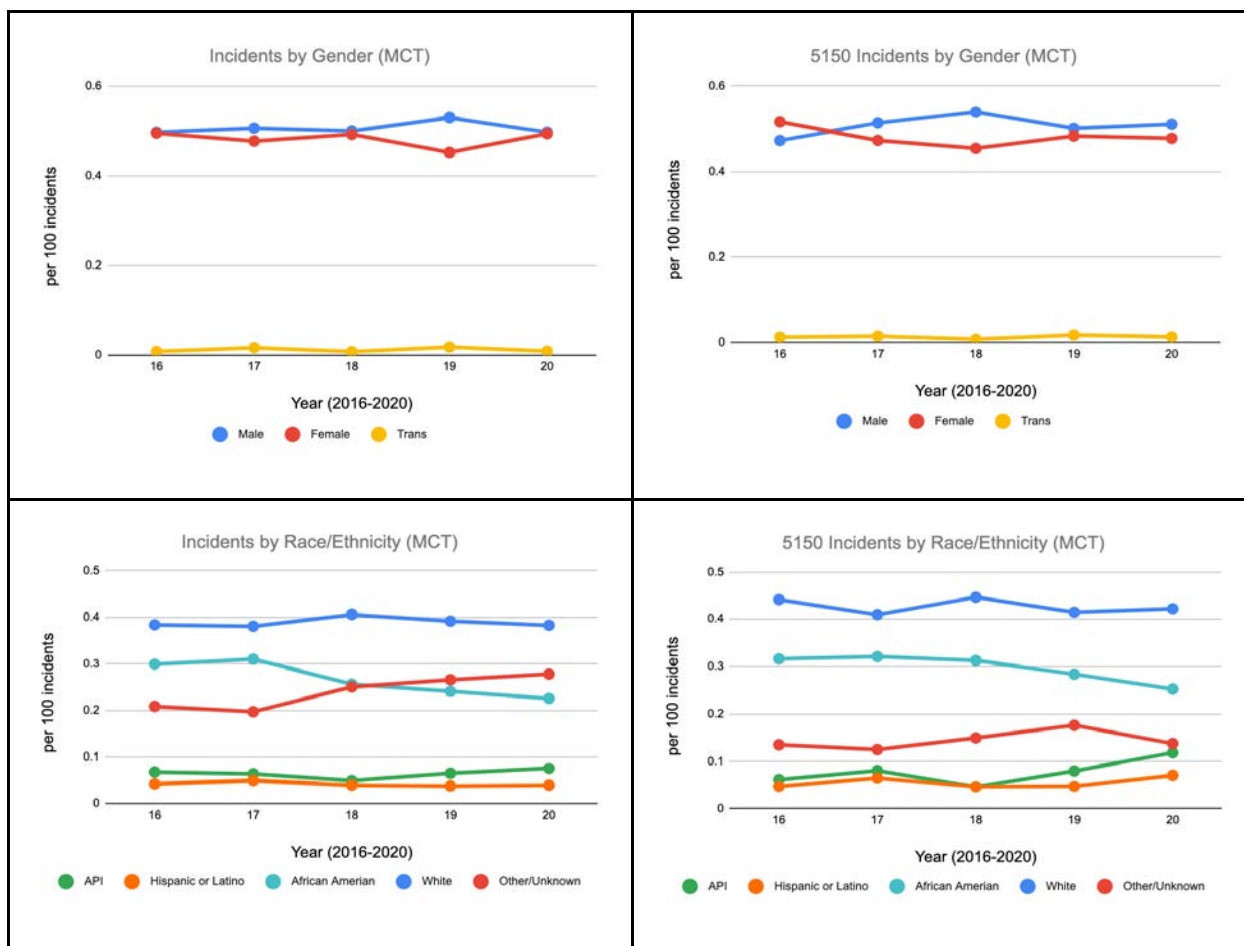 Incidents by Gender (MCT)
0.6
0.4
0.2
0
per 100 incidents
16 17 18 19 20
Year (2016-2020)
Male Female Trans
5150 Incidents by Gender (MCT)
0.6
0.4
0.2
0
per 100 incidents
16 17 18 19 20
Year (2016-2020)
Male Female Trans
Incidents by Race/Ethnicity (MCT)
0.5
0.4
0.3
0.2
0.1
0
per 100 incidents
16 17 18 19 20
Year (2016-2020)
API Hispanic or Latino African Amerian White Other/Unknown
5150 Incidents by Race/Ethnicity (MCT)
0.5
0.4
0.3
0.2
0.1
0
per 100 incidents
16 17 18 19 20
Year (2016-2020)
API Hispanic or Latino African Amerian White Other/Unknown